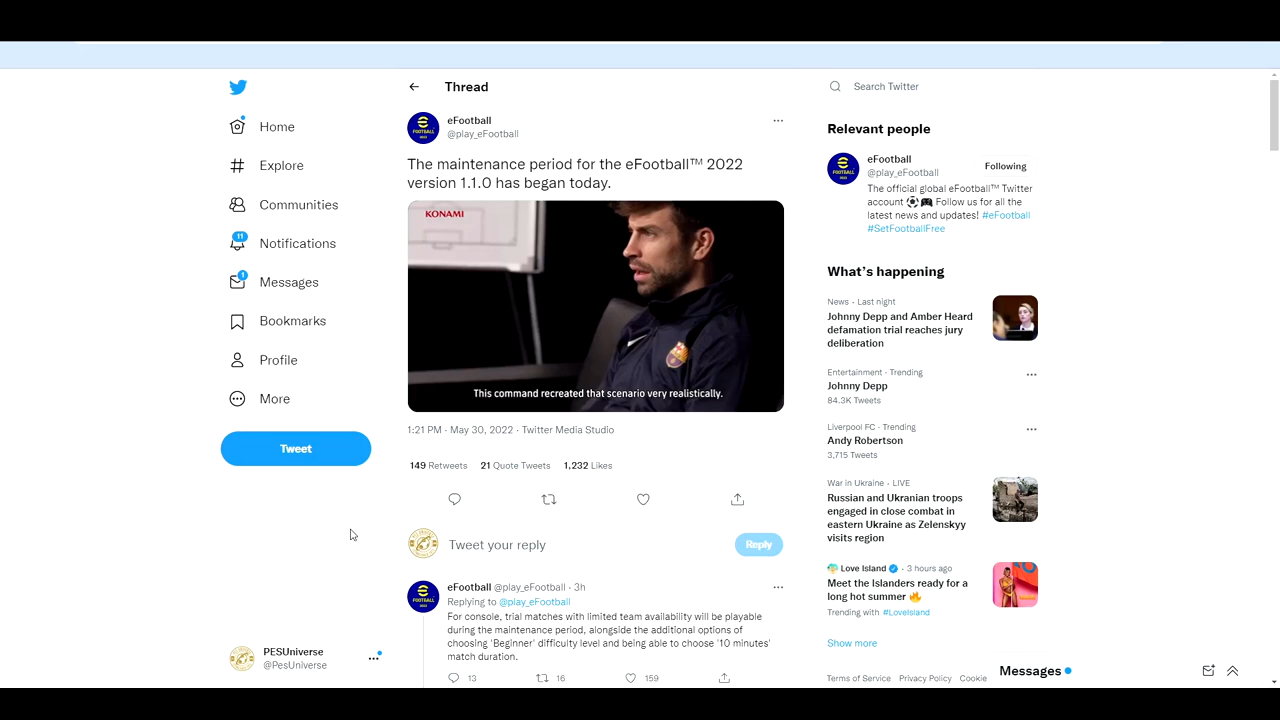 Home
Explore
Communities
11
Notifications
1
Messages
Bookmarks
Profile
More
Tweet
PESUniverse
@PesUniverse
Thread
eFootball
@play_eFootball
The maintenance period for the eFootball™ 2022
version 1.1.0 has began today.
KONAMI
This command recreated that scenario very realistically.
1:21 PM · May 30, 2022 · Twitter Media Studio
149 Retweets 21 Quote Tweets 1,232 Likes
Tweet your reply
Reply
eFootball @play_eFootball · 3h
Replying to @play_eFootball
For console, trial matches with limited team availability will be playable
during the maintenance period, alongside the additional options of
choosing 'Beginner' difficulty level and being able to choose '10 minutes'
match duration.
13 16 159
Search Twitter
Relevant people
eFootball
@play_eFootball
Following
The official global eFootball™ Twitter
account ⚽🎮 Follow us for all the
latest news and updates! #eFootball
#SetFootballFree
What's happening
News · Last night
Johnny Depp and Amber Heard
defamation trial reaches jury
deliberation
Entertainment · Trending
Johnny Depp
84.3K Tweets
Liverpool FC · Trending
Andy Robertson
3,715 Tweets
War in Ukraine · LIVE
Russian and Ukranian troops
engaged in close combat in
eastern Ukraine as Zelenskyy
visits region
Love Island · 3 hours ago
Meet the Islanders ready for a
long hot summer 🔥
Trending with #LoveIsland
Show more
Terms of Service Privacy Policy Cookie
Messages